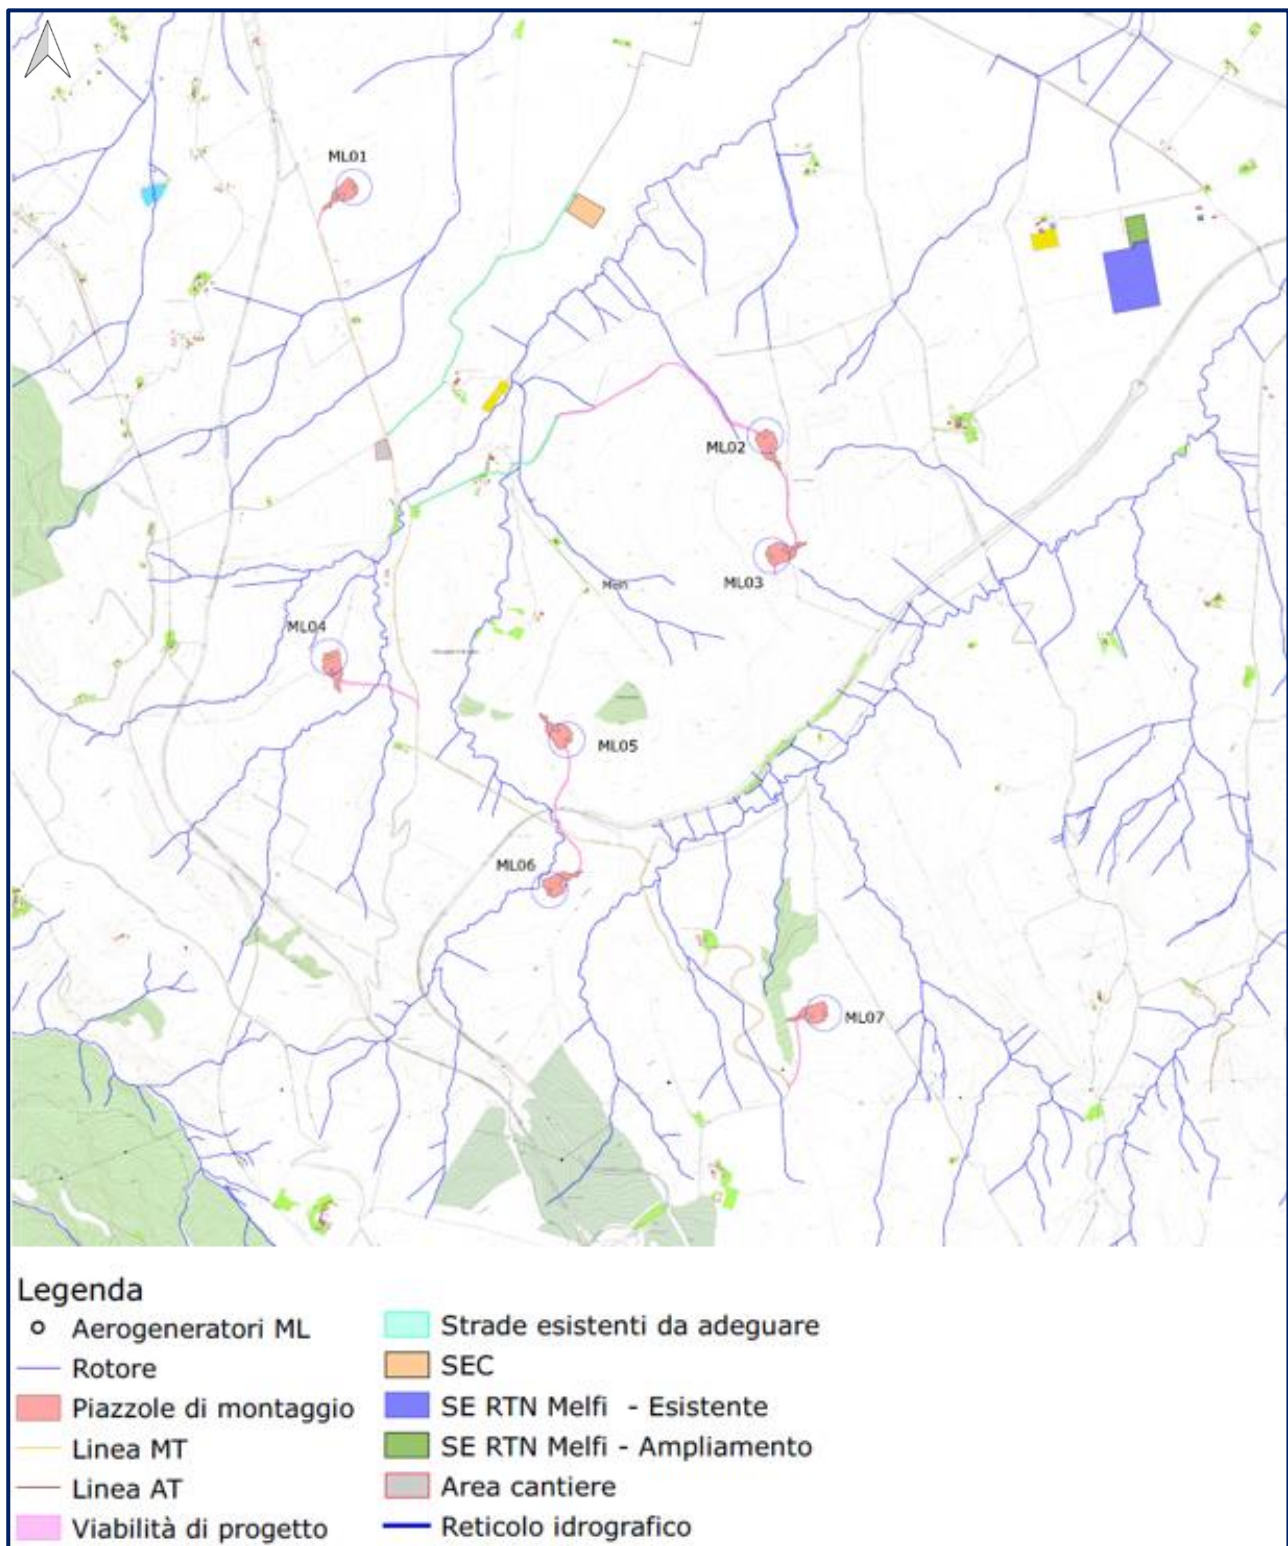 ML01
ML02
ML03
Melfi
ML04
ML05
ML06
ML07
Legenda
Aerogeneratori ML
Rotore
Piazzole di montaggio
Linea MT
Linea AT
Viabilità di progetto
Strade esistenti da adeguare
SEC
SE RTN Melfi - Esistente
SE RTN Melfi - Ampliamento
Area cantiere
Reticolo idrografico